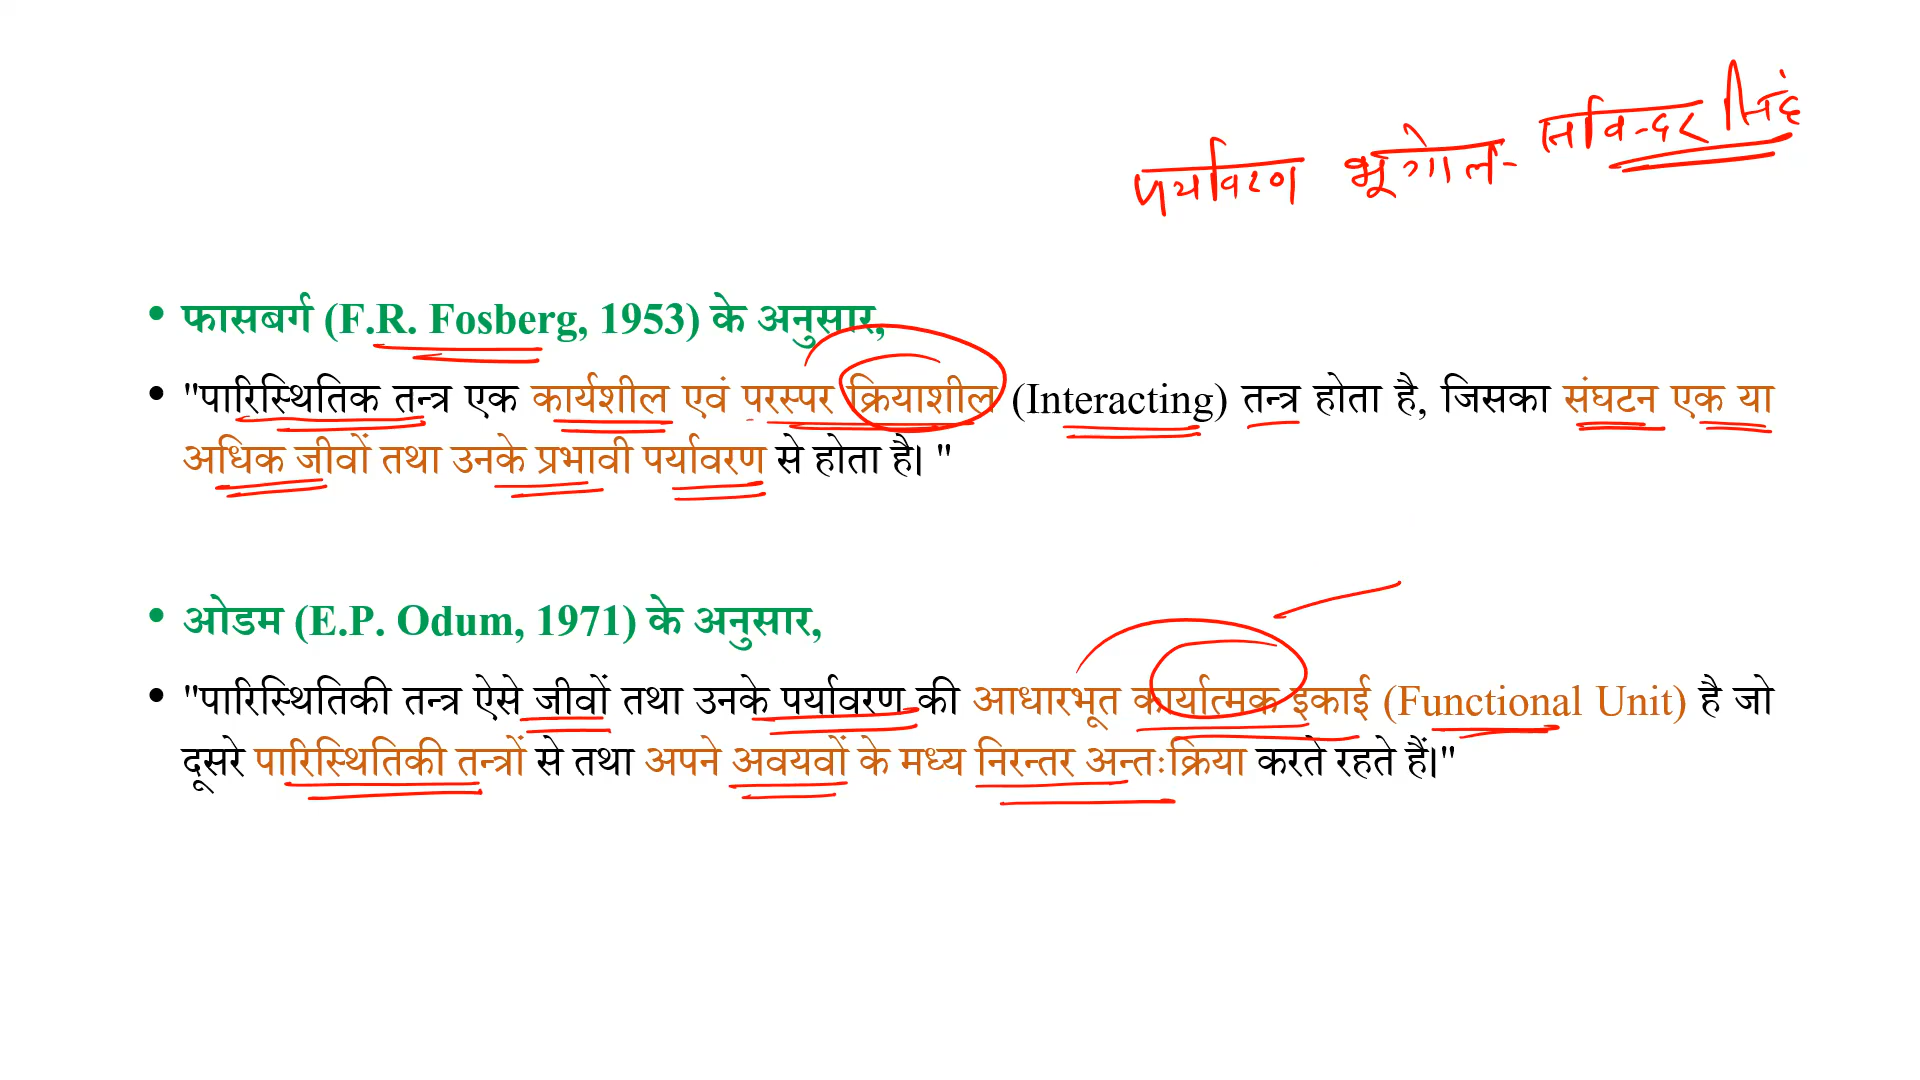 पर्यावरण भूगोल - सविन्दर सिंह
• फासबर्ग (F.R. Fosberg, 1953) के अनुसार,
• "पारिस्थितिक तन्त्र एक कार्यशील एवं परस्पर क्रियाशील (Interacting) तन्त्र होता है, जिसका संघटन एक या
अधिक जीवों तथा उनके प्रभावी पर्यावरण से होता है। "
• ओडम (E.P. Odum, 1971) के अनुसार,
• "पारिस्थितिकी तन्त्र ऐसे जीवों तथा उनके पर्यावरण की आधारभूत कार्यात्मक इकाई (Functional Unit) है जो
दूसरे पारिस्थितिकी तन्त्रों से तथा अपने अवयवों के मध्य निरन्तर अन्तःक्रिया करते रहते हैं।"